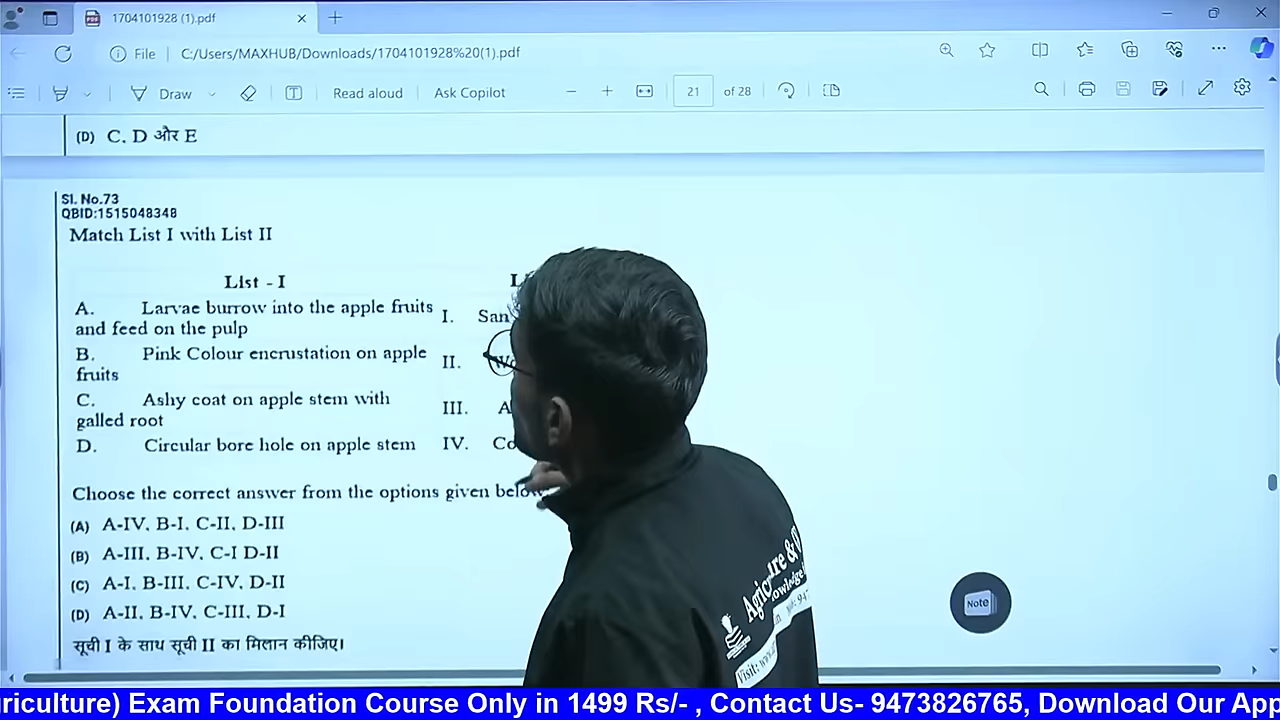 1704101928 (1).pdf
File
C:/Users/MAXHUB/Downloads/1704101928%20(1).pdf
Draw
Read aloud
Ask Copilot
21 of 28
(D) C, D और E
Sl. No.73
QBID:1515048348
Match List I with List II
List - I
A. Larvae burrow into the apple fruits I. San
and feed on the pulp
B. Pink Colour encrustation on apple II.
fruits
C. Ashy coat on apple stem with III.
galled root
D. Circular bore hole on apple stem IV.
Choose the correct answer from the options given below
(A) A-IV, B-I, C-II, D-III
(B) A-III, B-IV, C-I D-II
(C) A-I, B-III, C-IV, D-II
(D) A-II, B-IV, C-III, D-I
सूची I के साथ सूची II का मिलान कीजिए।
Note
riculture) Exam Foundation Course Only in 1499 Rs/- , Contact Us- 9473826765, Download Our App